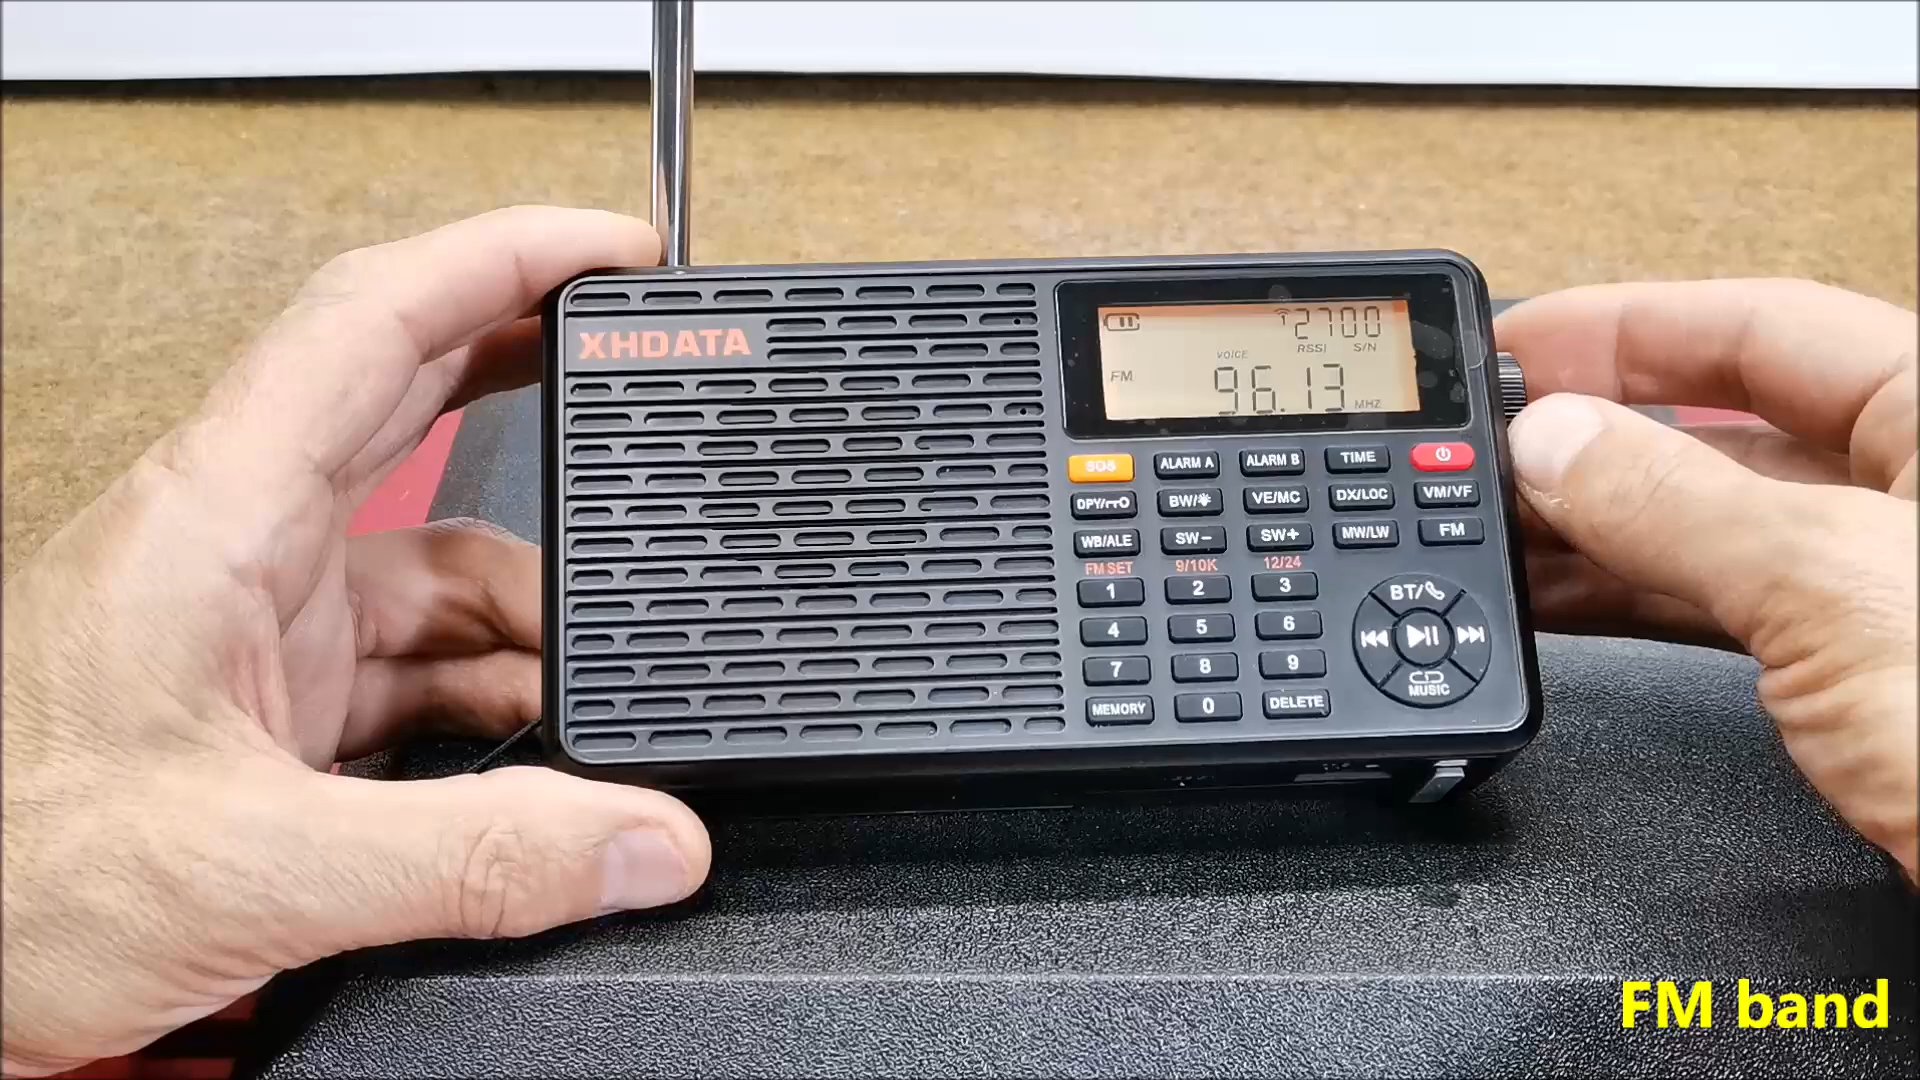 XHDATA
2700
RSSI S/N
VOICE
FM 96.13 MHZ
SOS ALARM A ALARM B TIME
DPY/ BW/ VE/MC DX/LOC VM/VF
WB/ALE SW- SW+ MW/LW FM
FM SET 9/10K 12/24
1 2 3
BT/
4 5 6
7 8 9
MUSIC
MEMORY 0 DELETE
FM band